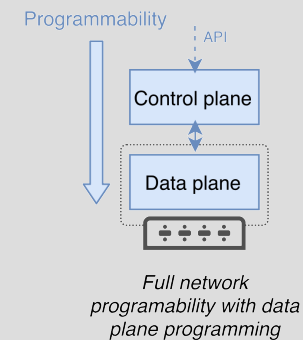 Programmability
API
Control plane
Data plane
Full network
programability with data
plane programming